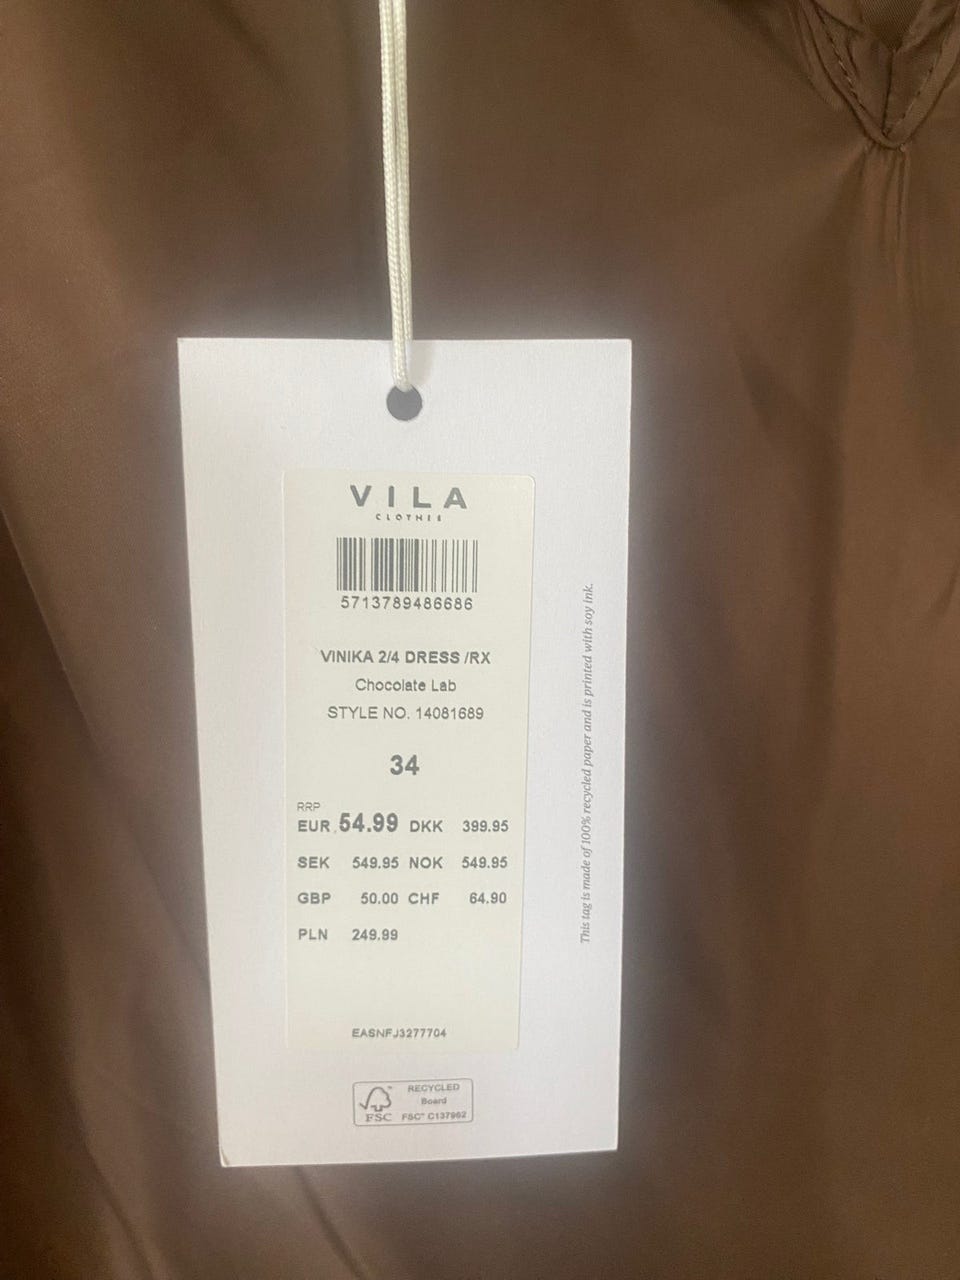 VILA
CLOTHES
5713789486686
VINIKA 2/4 DRESS /RX
Chocolate Lab
STYLE NO. 14081689
34
RRP
EUR 54.99 DKK 399.95
SEK 549.95 NOK 549.95
GBP 50.00 CHF 64.90
PLN 249.99
EASNFJ3277704
FSC
RECYCLED
Board
FSC™ C137962
This tag is made of 100% recycled paper and is printed with soy ink.